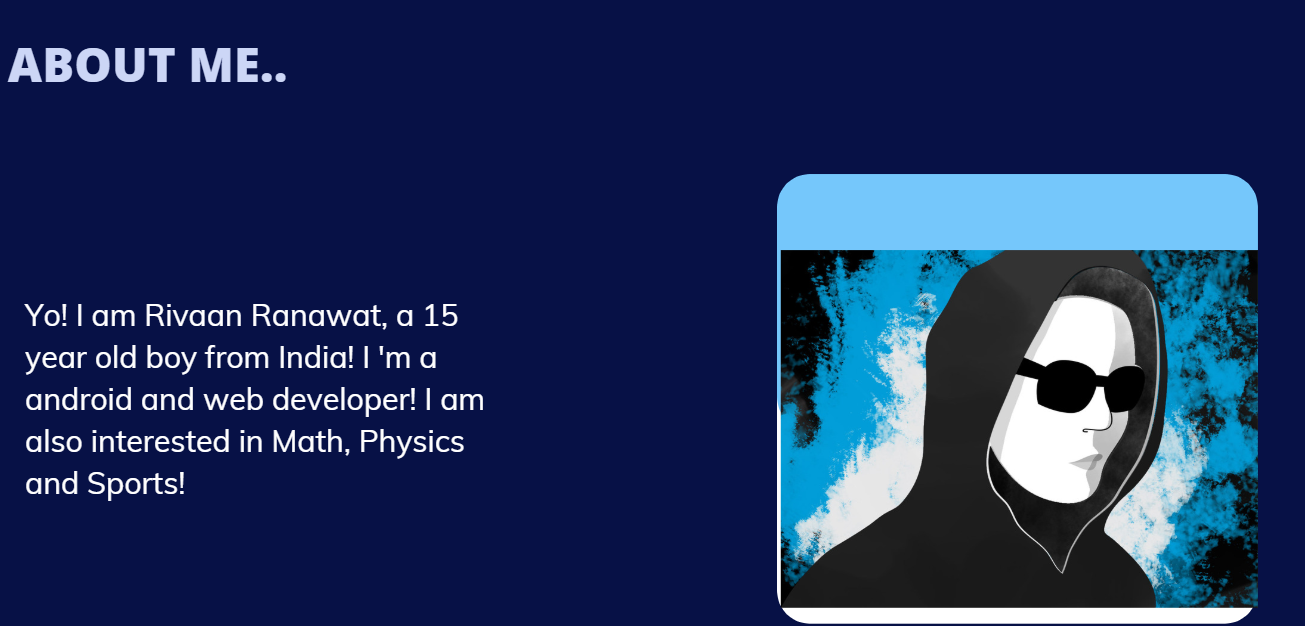 ABOUT ME..
Yo! I am Rivaan Ranawat, a 15
year old boy from India! I 'm a
android and web developer! I am
also interested in Math, Physics
and Sports!